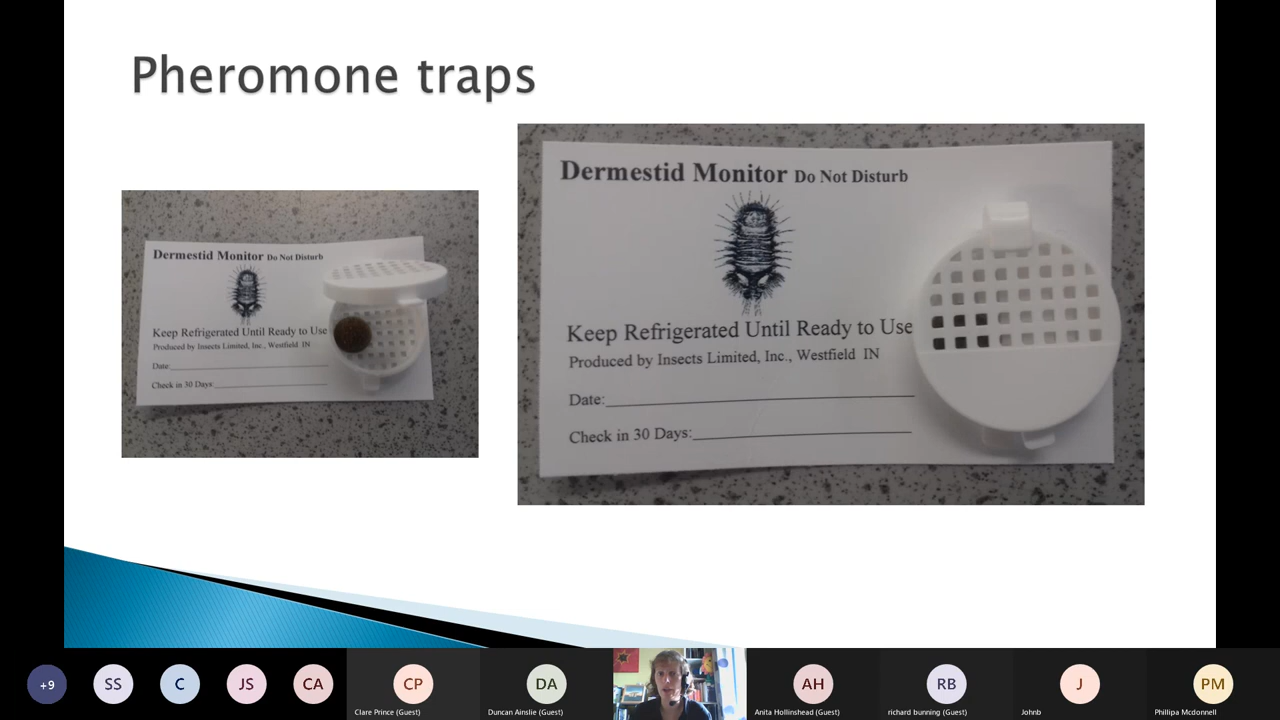 Pheromone traps
Dermestid Monitor Do Not Disturb
Keep Refrigerated Until Ready to Use
Produced by Insects Limited, Inc., Westfield IN
Date:
Check in 30 Days:
Dermestid Monitor Do Not Disturb
Keep Refrigerated Until Ready to Use
Produced by Insects Limited, Inc., Westfield IN
Date:
Check in 30 Days:
+9
SS
C
JS
CA
CP
DA
AH
RB
J
PM
Clare Prince (Guest)
Duncan Ainslie (Guest)
Anita Hollinshead (Guest)
richard bunning (Guest)
Johnb
Phillipa Mcdonnell